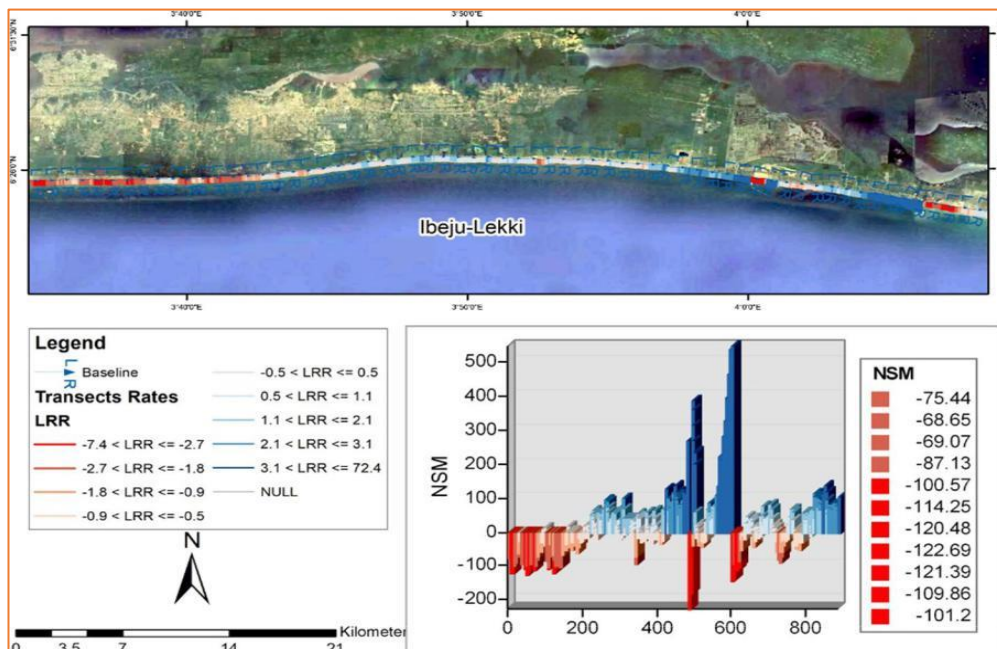 3°40'0"E 3°50'0"E 4°0'0"E
6°31'30"
6°20'0"N
Ibeju-Lekki
3°40'0"E 3°50'0"E 4°0'0"E
Legend
L
R
Baseline
Transects Rates
LRR
-7.4 < LRR <= -2.7
-2.7 < LRR <= -1.8
-1.8 < LRR <= -0.9
-0.9 < LRR <= -0.5
-0.5 < LRR <= 0.5
0.5 < LRR <= 1.1
1.1 < LRR <= 2.1
2.1 < LRR <= 3.1
3.1 < LRR <= 72.4
NULL
N
Kilometer
0 3.5 7 14 21
NSM
500
400
300
200
100
0
-100
-200
0 200 400 600 800
NSM
-75.44
-68.65
-69.07
-87.13
-100.57
-114.25
-120.48
-122.69
-121.39
-109.86
-101.2